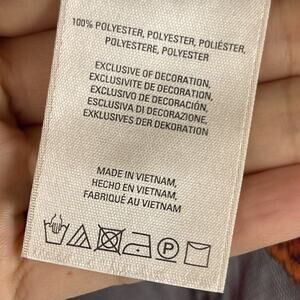 100% POLYESTER, POLYESTER, POLIÉSTER,
POLYESTERE, POLYESTER
EXCLUSIVE OF DECORATION,
EXCLUSIVITE DE DECORATION,
EXCLUSIVO DE DECORACIÓN,
ESCLUSIVA DI DECORAZIONE,
EXKLUSIVES DER DEKORATION
MADE IN VIETNAM,
HECHO EN VIETNAM,
FABRIQUÉ AU VIETNAM
P